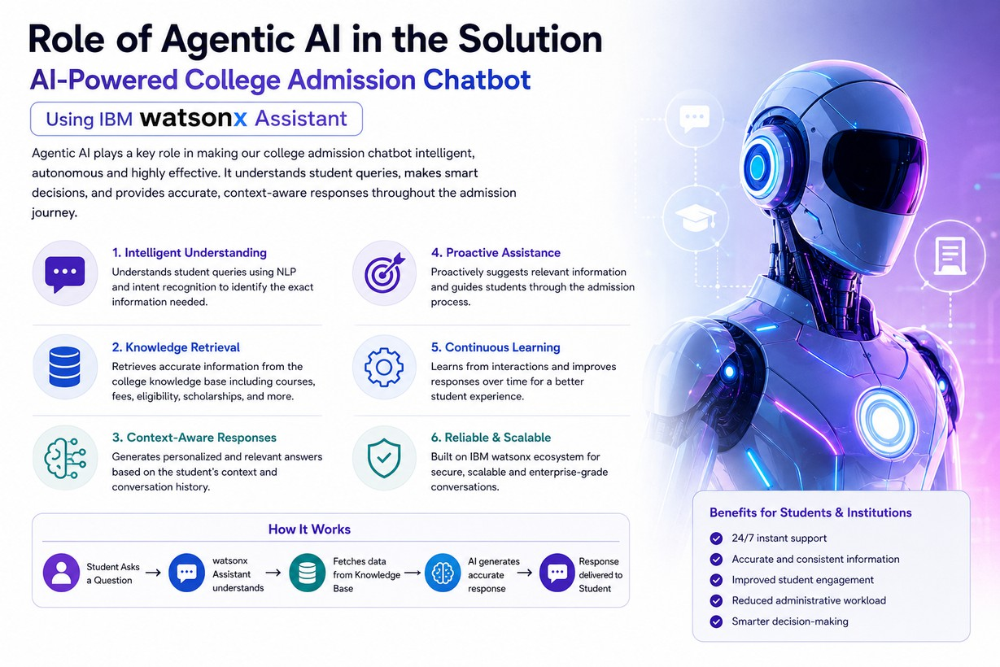 Role of Agentic AI in the Solution
AI-Powered College Admission Chatbot
Using IBM watsonx Assistant
Agentic AI plays a key role in making our college admission chatbot intelligent,
autonomous and highly effective. It understands student queries, makes smart
decisions, and provides accurate, context-aware responses throughout the admission
journey.
1. Intelligent Understanding
Understands student queries using NLP
and intent recognition to identify the exact
information needed.
2. Knowledge Retrieval
Retrieves accurate information from the
college knowledge base including courses,
fees, eligibility, scholarships, and more.
3. Context-Aware Responses
Generates personalized and relevant answers
based on the student's context and
conversation history.
4. Proactive Assistance
Proactively suggests relevant information
and guides students through the admission
process.
5. Continuous Learning
Learns from interactions and improves
responses over time for a better
student experience.
6. Reliable & Scalable
Built on IBM watsonx ecosystem for
secure, scalable and enterprise-grade
conversations.
How It Works
Student Asks
a Question
watsonx
Assistant
understands
Fetches data
from Knowledge
Base
AI generates
accurate
response
Response
delivered to
Student
Benefits for Students & Institutions
24/7 instant support
Accurate and consistent information
Improved student engagement
Reduced administrative workload
Smarter decision-making